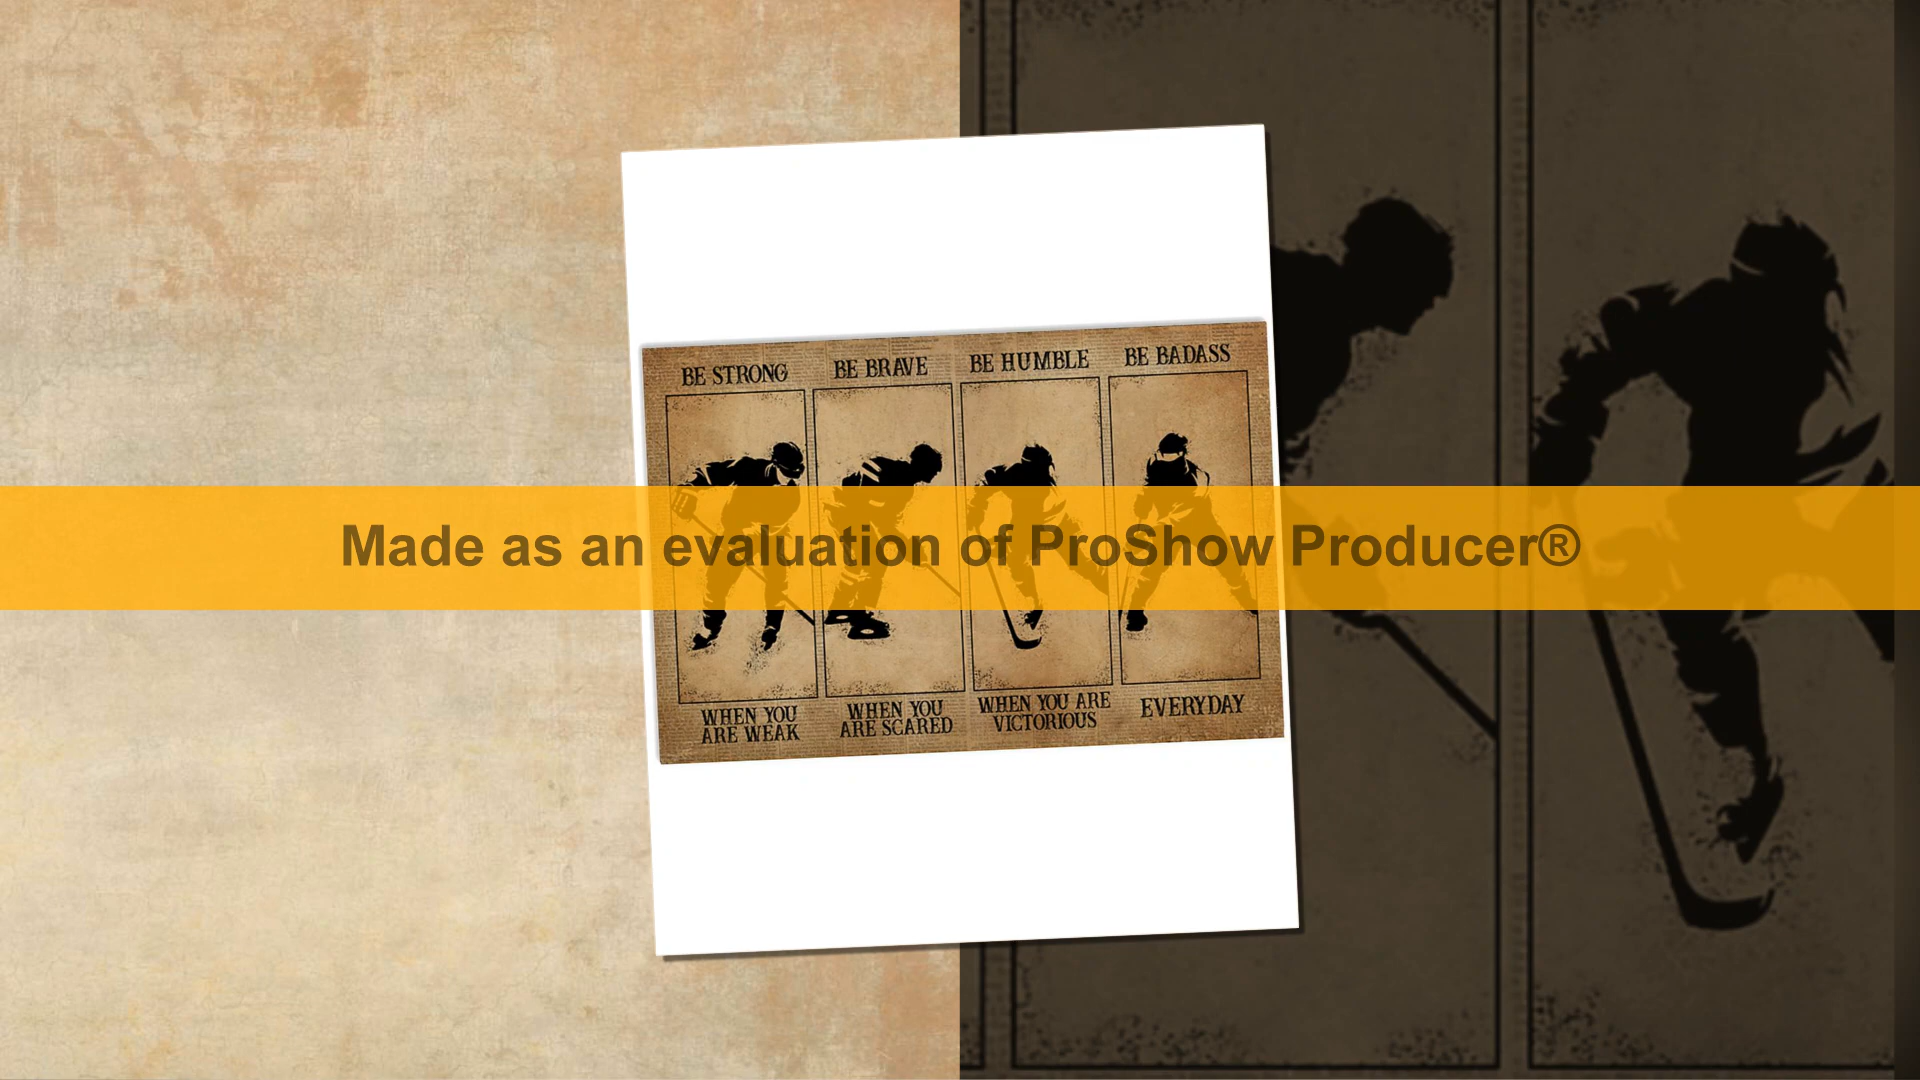 BE STRONG
BE BRAVE
BE HUMBLE
BE BADASS
Made as an evaluation of ProShow Producer®
WHEN YOU
ARE WEAK
WHEN YOU
ARE SCARED
WHEN YOU ARE
VICTORIOUS
EVERYDAY